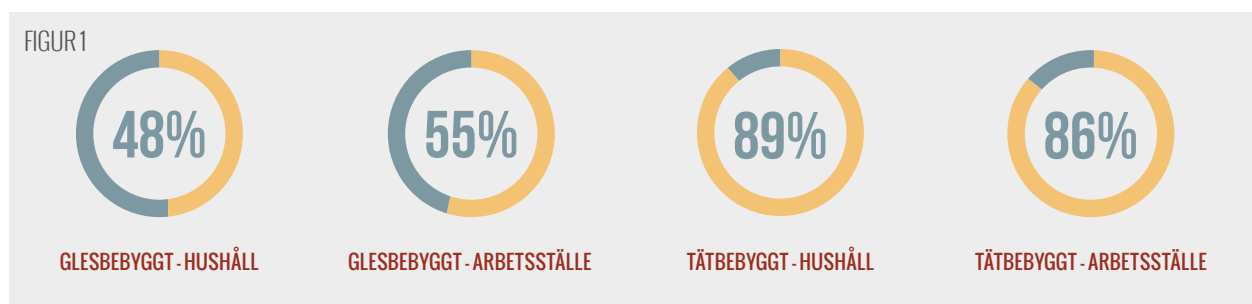 FIGUR 1
48%
55%
89%
86%
GLESBEBYGGT - HUSHÅLL
GLESBEBYGGT - ARBETSSTÄLLE
TÄTBEBYGGT - HUSHÅLL
TÄTBEBYGGT - ARBETSSTÄLLE